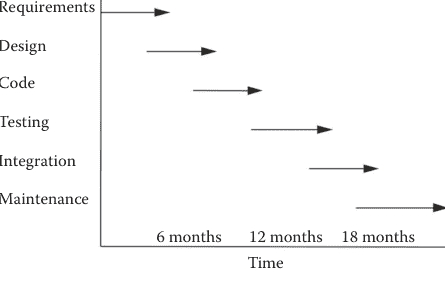 Requirements
Design
Code
Testing
Integration
Maintenance
6 months 12 months 18 months
Time